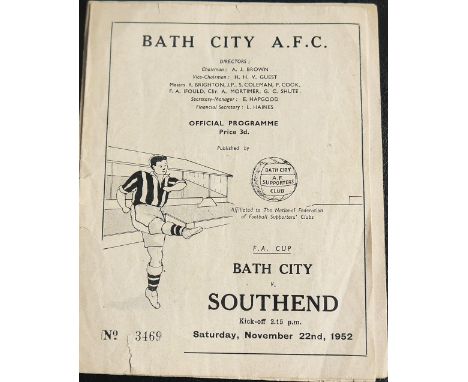 BATH CITY A.F.C.
DIRECTORS:
Chairman: A. J. BROWN
Vice-Chairman: H. H. V. GUEST
Messrs. R. BRIGHTON, J.P., S. COLEMAN, P. COOK,
F. A. IFOULD, Cllr. A. MORTIMER, G. C. SHUTE.
Secretary-Manager: E. HAPGOOD
Financial Secretary: L. HAINES
OFFICIAL PROGRAMME
Price 3d.
Published by
BATH CITY
A.F.
SUPPORTERS
CLUB
Affiliated to The National Federation
of Football Supporters' Clubs
F.A. CUP
BATH CITY
v.
SOUTHEND
Kick-off 2.15 p.m.
Saturday, November 22nd, 1952
Nº 3469